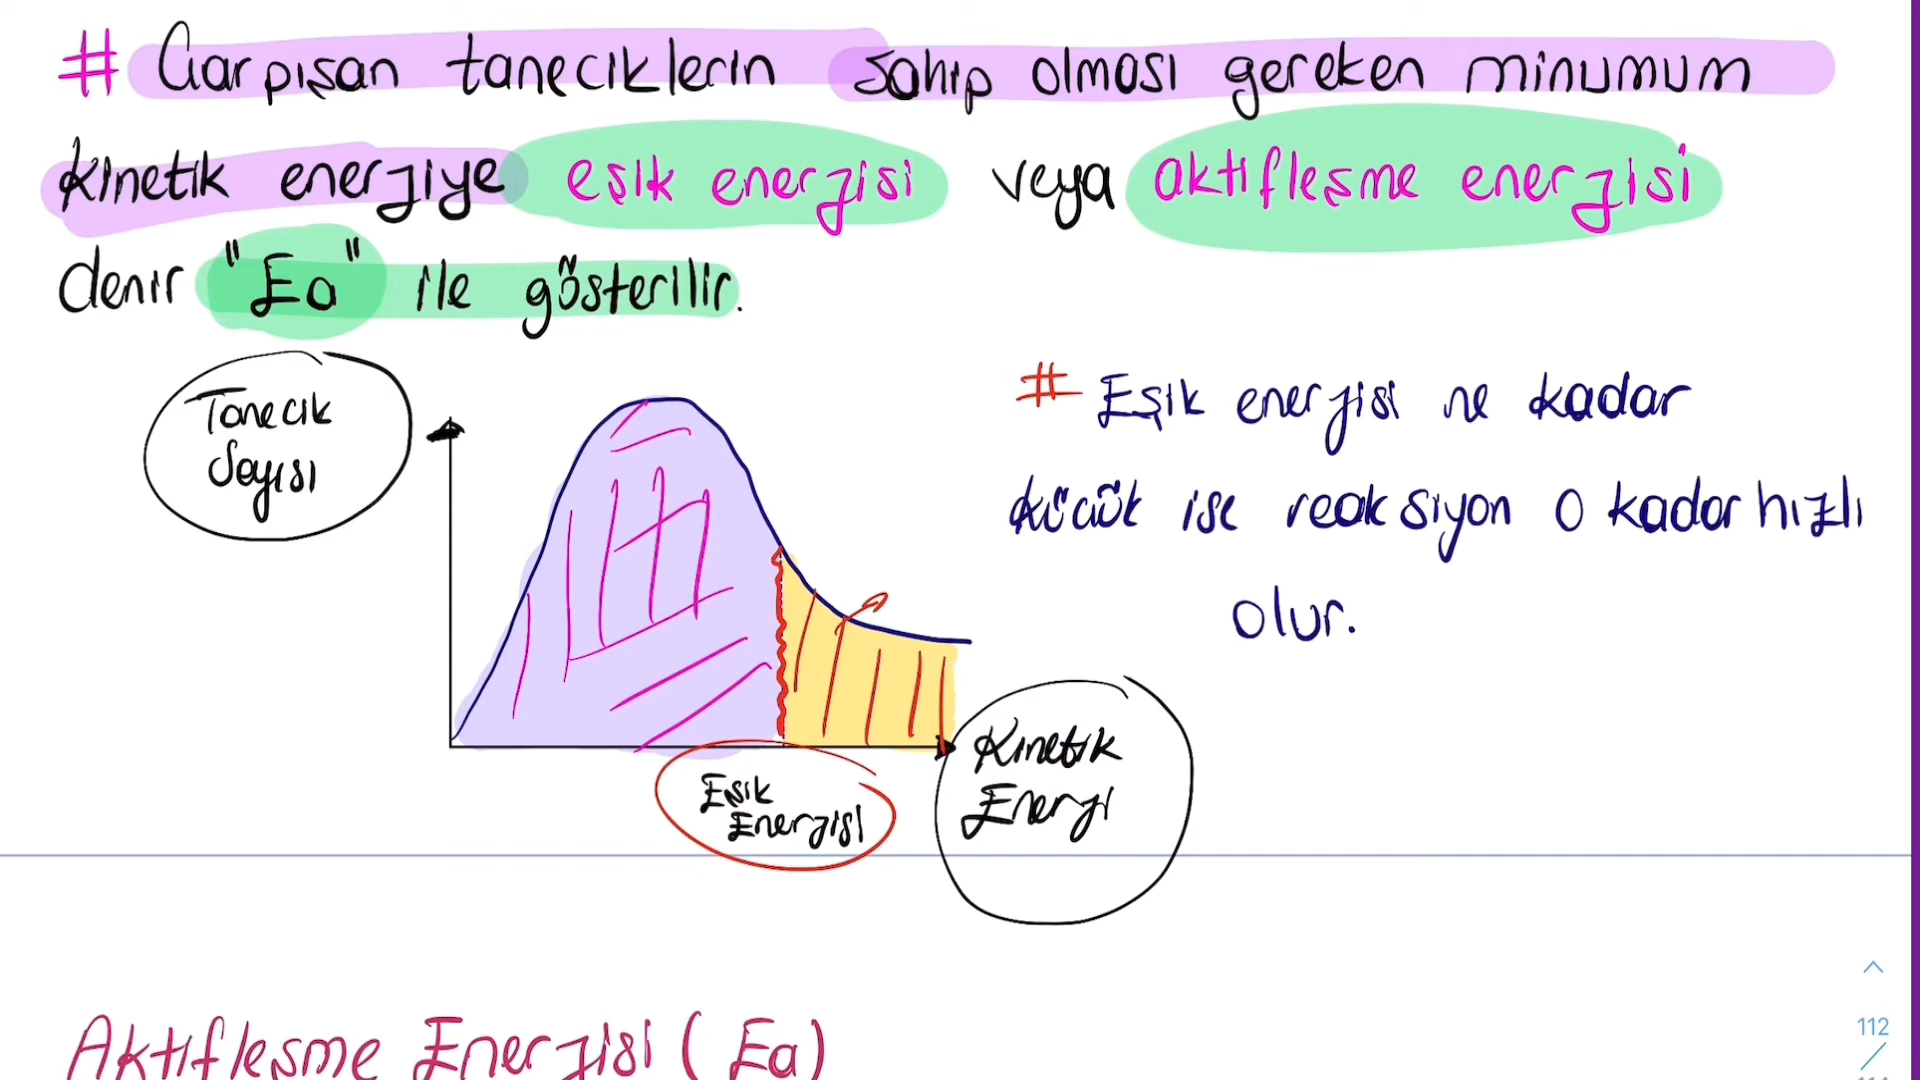 # Çarpışan taneciklerin sahip olması gereken minumum
kinetik enerjiye eşik enerjisi veya aktifleşme enerjisi
denir "Ea" ile gösterilir.
Tanecik
Sayısı
# Eşik enerjisi ne kadar
küçük ise reaksiyon o kadar hızlı
olur.
Eşik
Enerjisi
Kinetik
Enerji
Aktifleşme Enerjisi (Ea)
112